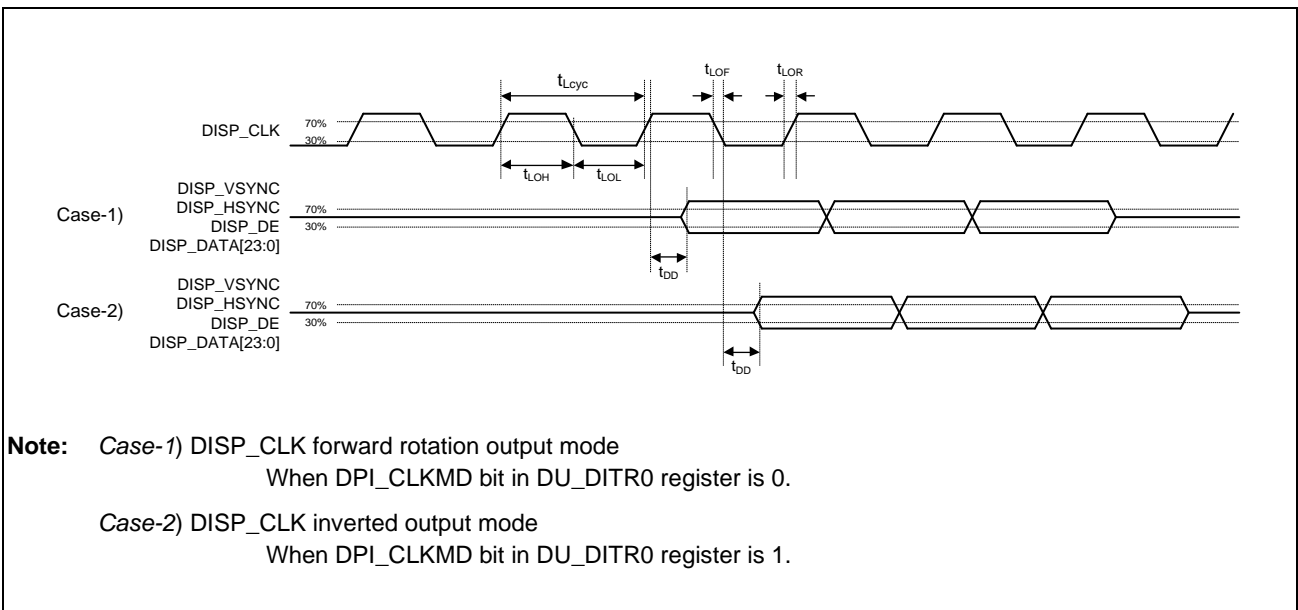 tLcyc
tLOF
tLOR
DISP_CLK
70%
30%
tLOH
tLOL
Case-1)
DISP_VSYNC
DISP_HSYNC
DISP_DE
DISP_DATA[23:0]
70%
30%
tDD
Case-2)
DISP_VSYNC
DISP_HSYNC
DISP_DE
DISP_DATA[23:0]
70%
30%
tDD
Note: Case-1) DISP_CLK forward rotation output mode
When DPI_CLKMD bit in DU_DITR0 register is 0.
Case-2) DISP_CLK inverted output mode
When DPI_CLKMD bit in DU_DITR0 register is 1.